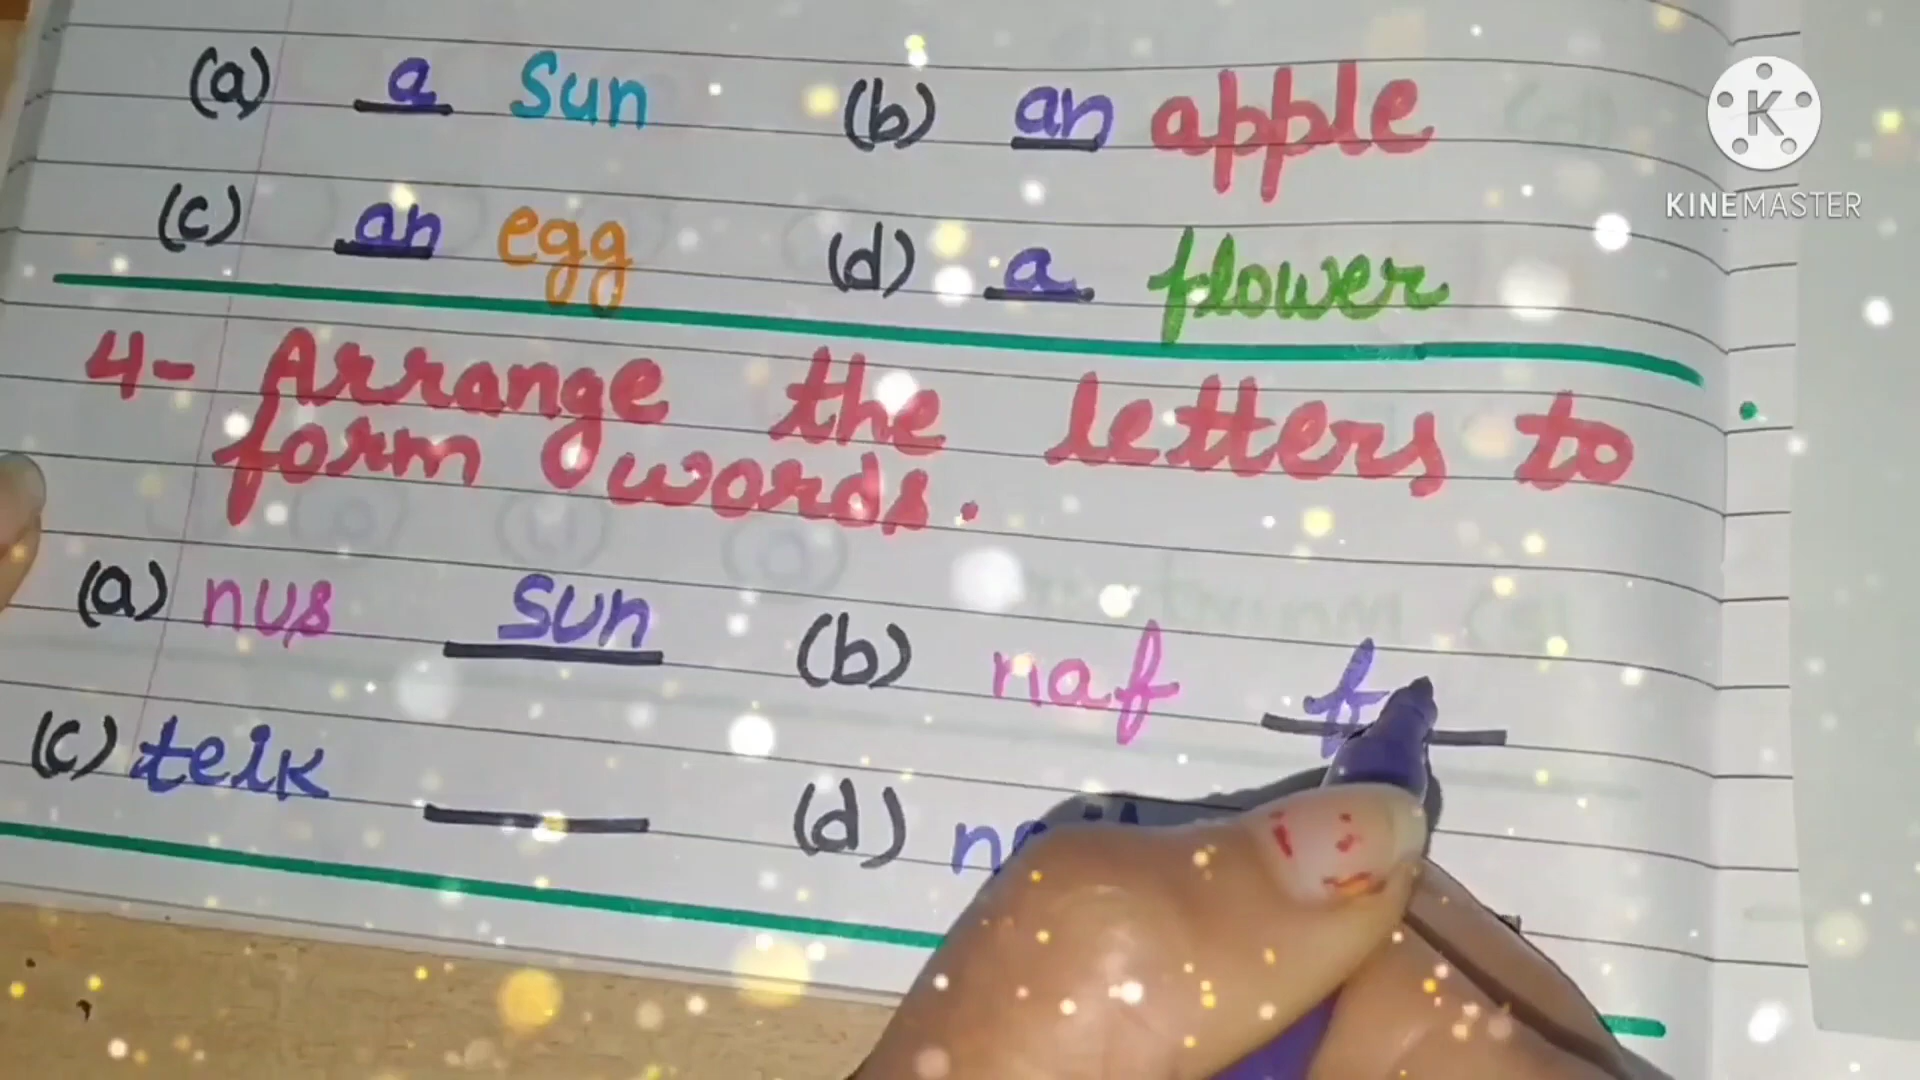 (a) a Sun (b) an apple
(c) an egg (d) a flower
4- Arrange the letters to
form words.
(a) nus sun (b) naf f
(c) teik (d)
KINEMASTER